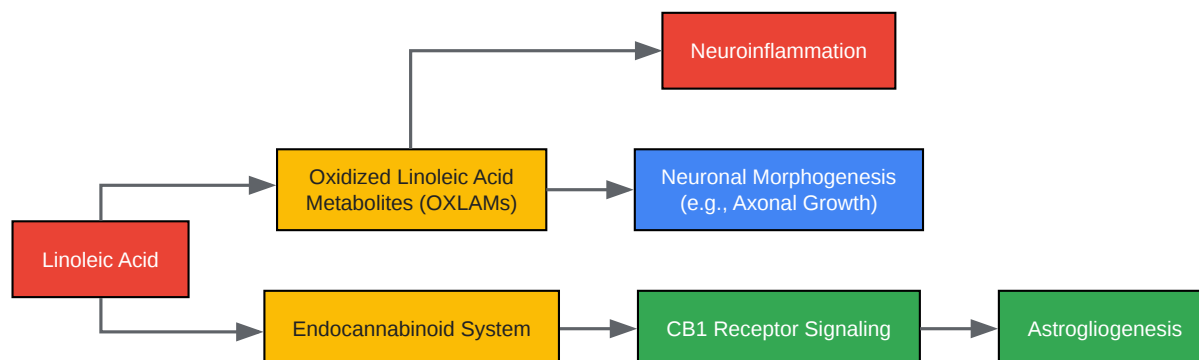 Neuroinflammation
Oxidized Linoleic Acid
Metabolites (OXLAMs)
Neuronal Morphogenesis
(e.g., Axonal Growth)
Linoleic Acid
Endocannabinoid System
CB1 Receptor Signaling
Astrogliogenesis